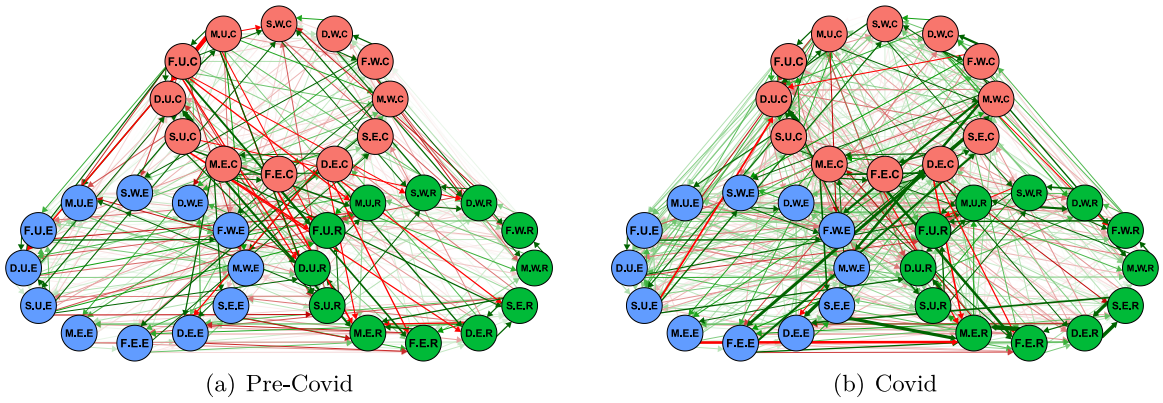 S.W.C
M.U.C
D.W.C
F.U.C
F.W.C
D.U.C
M.W.C
S.U.C
S.E.C
M.E.C
D.E.C
F.E.C
M.U.E
S.W.E
D.W.E
M.U.R
S.W.R
D.W.R
F.U.E
F.W.E
F.U.R
F.W.R
D.U.E
M.W.E
D.U.R
M.W.R
S.U.E
S.E.E
S.U.R
S.E.R
M.E.E
F.E.E
D.E.E
M.E.R
F.E.R
D.E.R
(a) Pre-Covid
S.W.C
M.U.C
D.W.C
F.U.C
F.W.C
D.U.C
M.W.C
S.U.C
S.E.C
M.E.C
D.E.C
F.E.C
M.U.E
S.W.E
D.W.E
M.U.R
S.W.R
D.W.R
F.U.E
F.W.E
F.U.R
F.W.R
D.U.E
M.W.E
D.U.R
M.W.R
S.U.E
S.E.E
S.U.R
S.E.R
M.E.E
F.E.E
D.E.E
M.E.R
F.E.R
D.E.R
(b) Covid